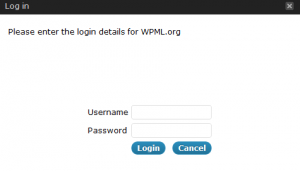 Log in
Please enter the login details for WPML.org
Username
Password
Login Cancel